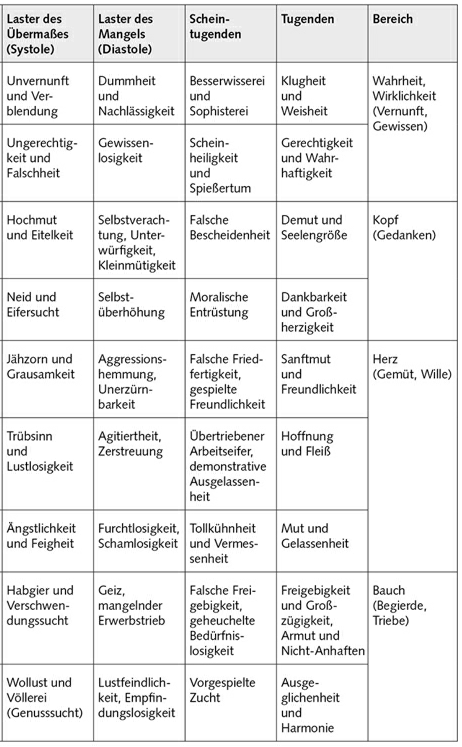 Laster des Übermaßes (Systole) | Laster des Mangels (Diastole) | Scheintugenden | Tugenden | Bereich
Unvernunft und Verblendung | Dummheit und Nachlässigkeit | Besserwisserei und Sophisterei | Klugheit und Weisheit | Wahrheit, Wirklichkeit (Vernunft, Gewissen)
Ungerechtigkeit und Falschheit | Gewissenlosigkeit | Scheinheiligkeit und Spießertum | Gerechtigkeit und Wahrhaftigkeit
Hochmut und Eitelkeit | Selbstverachtung, Unterwürfigkeit, Kleinmütigkeit | Falsche Bescheidenheit | Demut und Seelengröße | Kopf (Gedanken)
Neid und Eifersucht | Selbstüberhöhung | Moralische Entrüstung | Dankbarkeit und Großherzigkeit
Jähzorn und Grausamkeit | Aggressionshemmung, Unerzürnbarkeit | Falsche Friedfertigkeit, gespielte Freundlichkeit | Sanftmut und Freundlichkeit | Herz (Gemüt, Wille)
Trübsinn und Lustlosigkeit | Agitiertheit, Zerstreuung | Übertriebener Arbeitseifer, demonstrative Ausgelassenheit | Hoffnung und Fleiß
Ängstlichkeit und Feigheit | Furchtlosigkeit, Schamlosigkeit | Tollkühnheit und Vermessenheit | Mut und Gelassenheit
Habgier und Verschwendungssucht | Geiz, mangelnder Erwerbstrieb | Falsche Freigebigkeit, geheuchelte Bedürfnislosigkeit | Freigebigkeit und Großzügigkeit, Armut und Nicht-Anhaften | Bauch (Begierde, Triebe)
Wollust und Völlerei (Genusssucht) | Lustfeindlichkeit, Empfindungslosigkeit | Vorgespielte Zucht | Ausgeglichenheit und Harmonie